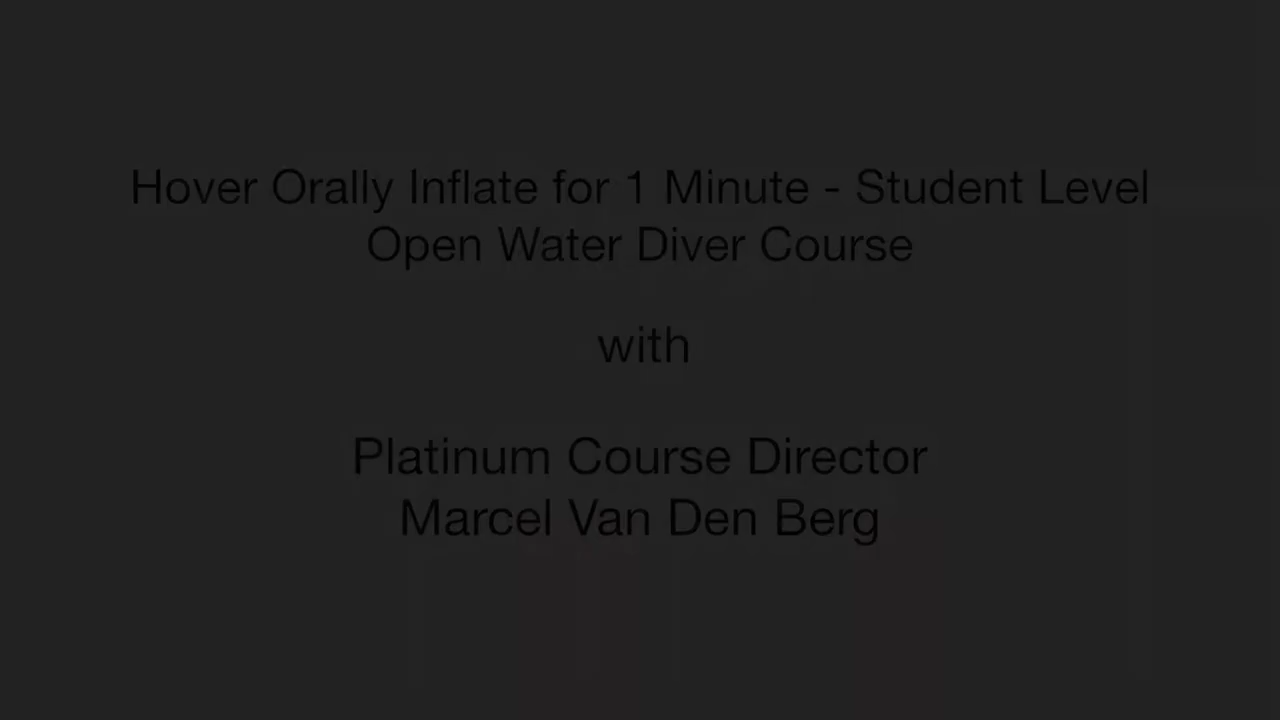 Hover Orally Inflate for 1 Minute - Student Level
Open Water Diver Course
with
Platinum Course Director
Marcel Van Den Berg